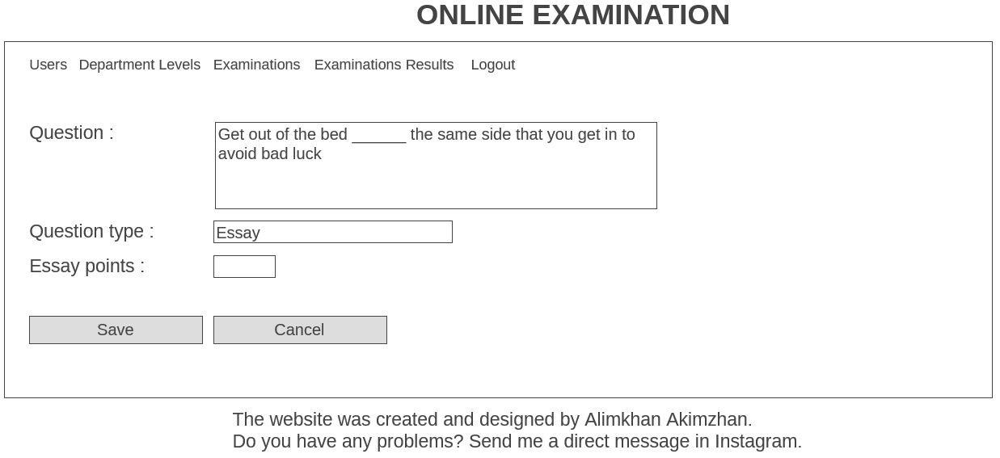 ONLINE EXAMINATION
Users Department Levels Examinations Examinations Results Logout
Question :
Get out of the bed ______ the same side that you get in to
avoid bad luck
Question type :
Essay
Essay points :
Save Cancel
The website was created and designed by Alimkhan Akimzhan.
Do you have any problems? Send me a direct message in Instagram.